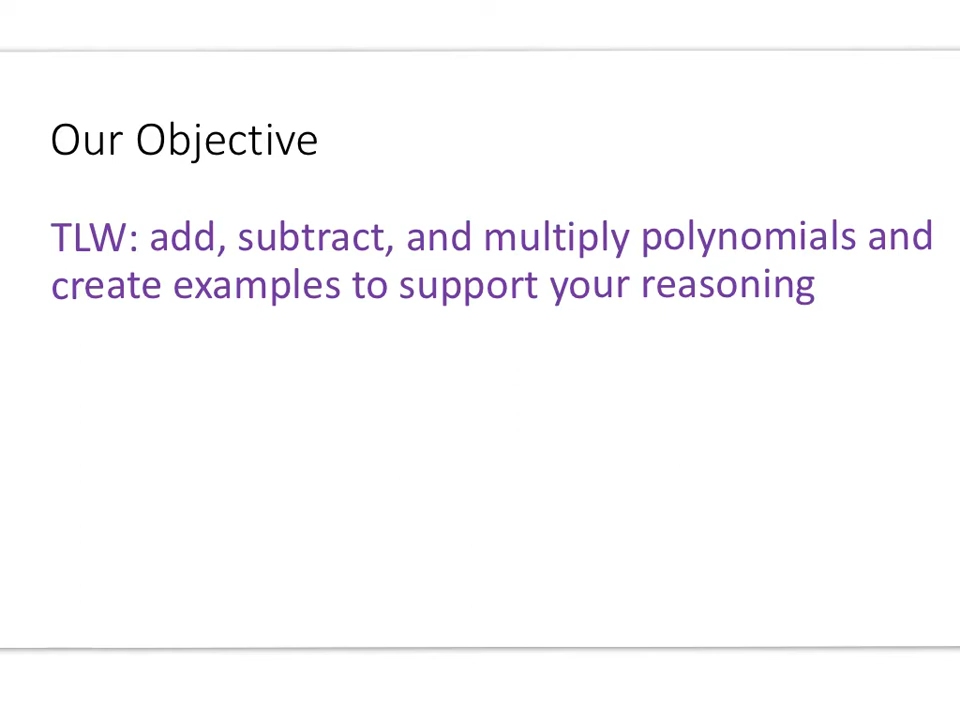 Our Objective
TLW: add, subtract, and multiply polynomials and
create examples to support your reasoning